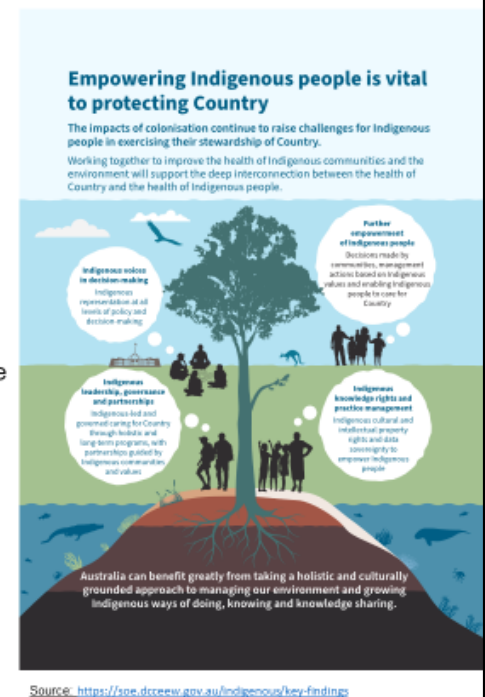 Empowering Indigenous people is vital
to protecting Country
The impacts of colonisation continue to raise challenges for Indigenous
people in exercising their stewardship of Country.
Working together to improve the health of Indigenous communities and the
environment will support the deep interconnection between the health of
Country and the health of Indigenous people.
Further
empowerment
of Indigenous people
Decisions made by
communities, management
actions based on Indigenous
values and enabling Indigenous
people to care for
Country
Indigenous voices
in decision-making
Indigenous
representation at all
levels of policy and
decision-making
e
Indigenous
leadership, governance
and partnerships
Indigenous-led and
governed caring for Country
through holistic and
long-term programs, with
partnerships guided by
Indigenous communities
and values
Indigenous
knowledge rights and
practice management
Indigenous cultural and
intellectual property
rights and data
sovereignty to
empower Indigenous
people
Australia can benefit greatly from taking a holistic and culturally
grounded approach to managing our environment and growing
Indigenous ways of doing, knowing and knowledge sharing.
Source: https://soe.dcceew.gov.au/indigenous/key-findings